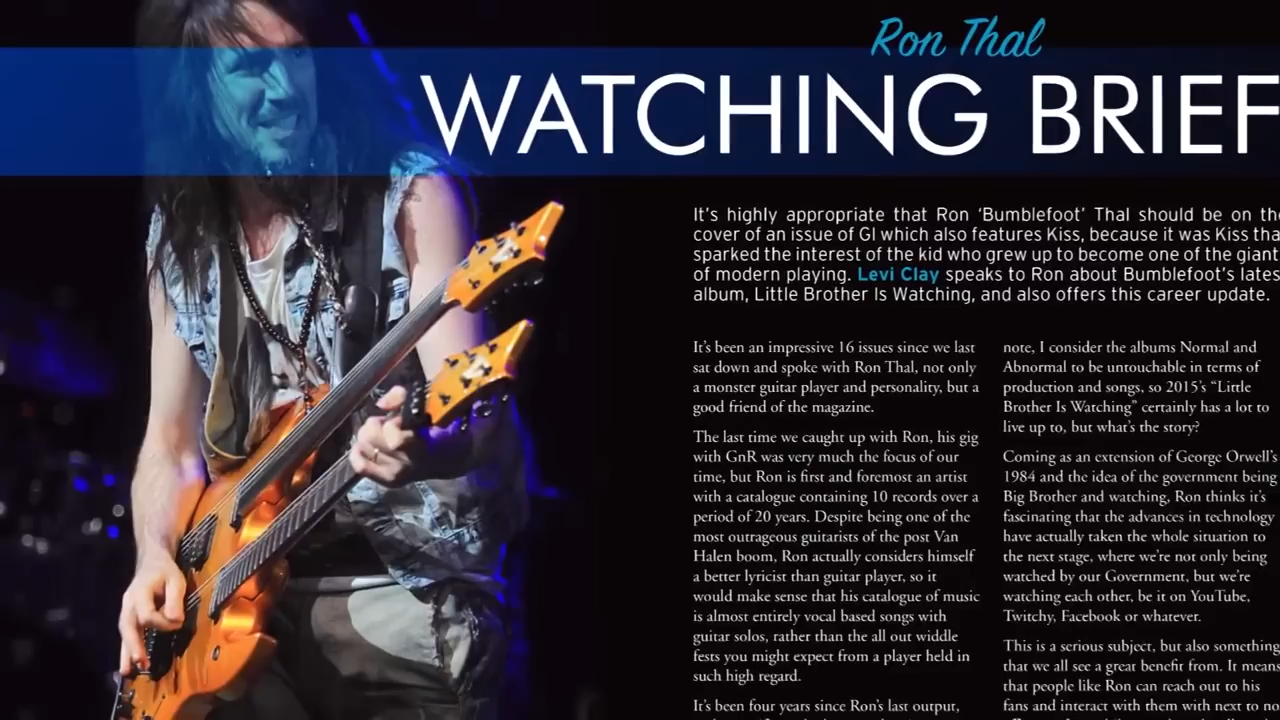 Ron Thal
WATCHING BRIEF
It's highly appropriate that Ron 'Bumblefoot' Thal should be on the
cover of an issue of GI which also features Kiss, because it was Kiss tha
sparked the interest of the kid who grew up to become one of the giant
of modern playing. Levi Clay speaks to Ron about Bumblefoot's lates
album, Little Brother Is Watching, and also offers this career update.
It's been an impressive 16 issues since we last
sat down and spoke with Ron Thal, not only
a monster guitar player and personality, but a
good friend of the magazine.
The last time we caught up with Ron, his gig
with GnR was very much the focus of our
time, but Ron is first and foremost an artist
with a catalogue containing 10 records over a
period of 20 years. Despite being one of the
most outrageous guitarists of the post Van
Halen boom, Ron actually considers himself
a better lyricist than guitar player, so it
would make sense that his catalogue of music
is almost entirely vocal based songs with
guitar solos, rather than the all out widdle
fests you might expect from a player held in
such high regard.
It's been four years since Ron's last output,
note, I consider the albums Normal and
Abnormal to be untouchable in terms of
production and songs, so 2015's "Little
Brother Is Watching" certainly has a lot to
live up to, but what's the story?
Coming as an extension of George Orwell's
1984 and the idea of the government being
Big Brother and watching, Ron thinks it's
fascinating that the advances in technology
have actually taken the whole situation to
the next stage, where we're not only being
watched by our Government, but we're
watching each other, be it on YouTube,
Twitchy, Facebook or whatever.
This is a serious subject, but also something
that we all see a great benefit from. It means
that people like Ron can reach out to his
fans and interact with them with next to no